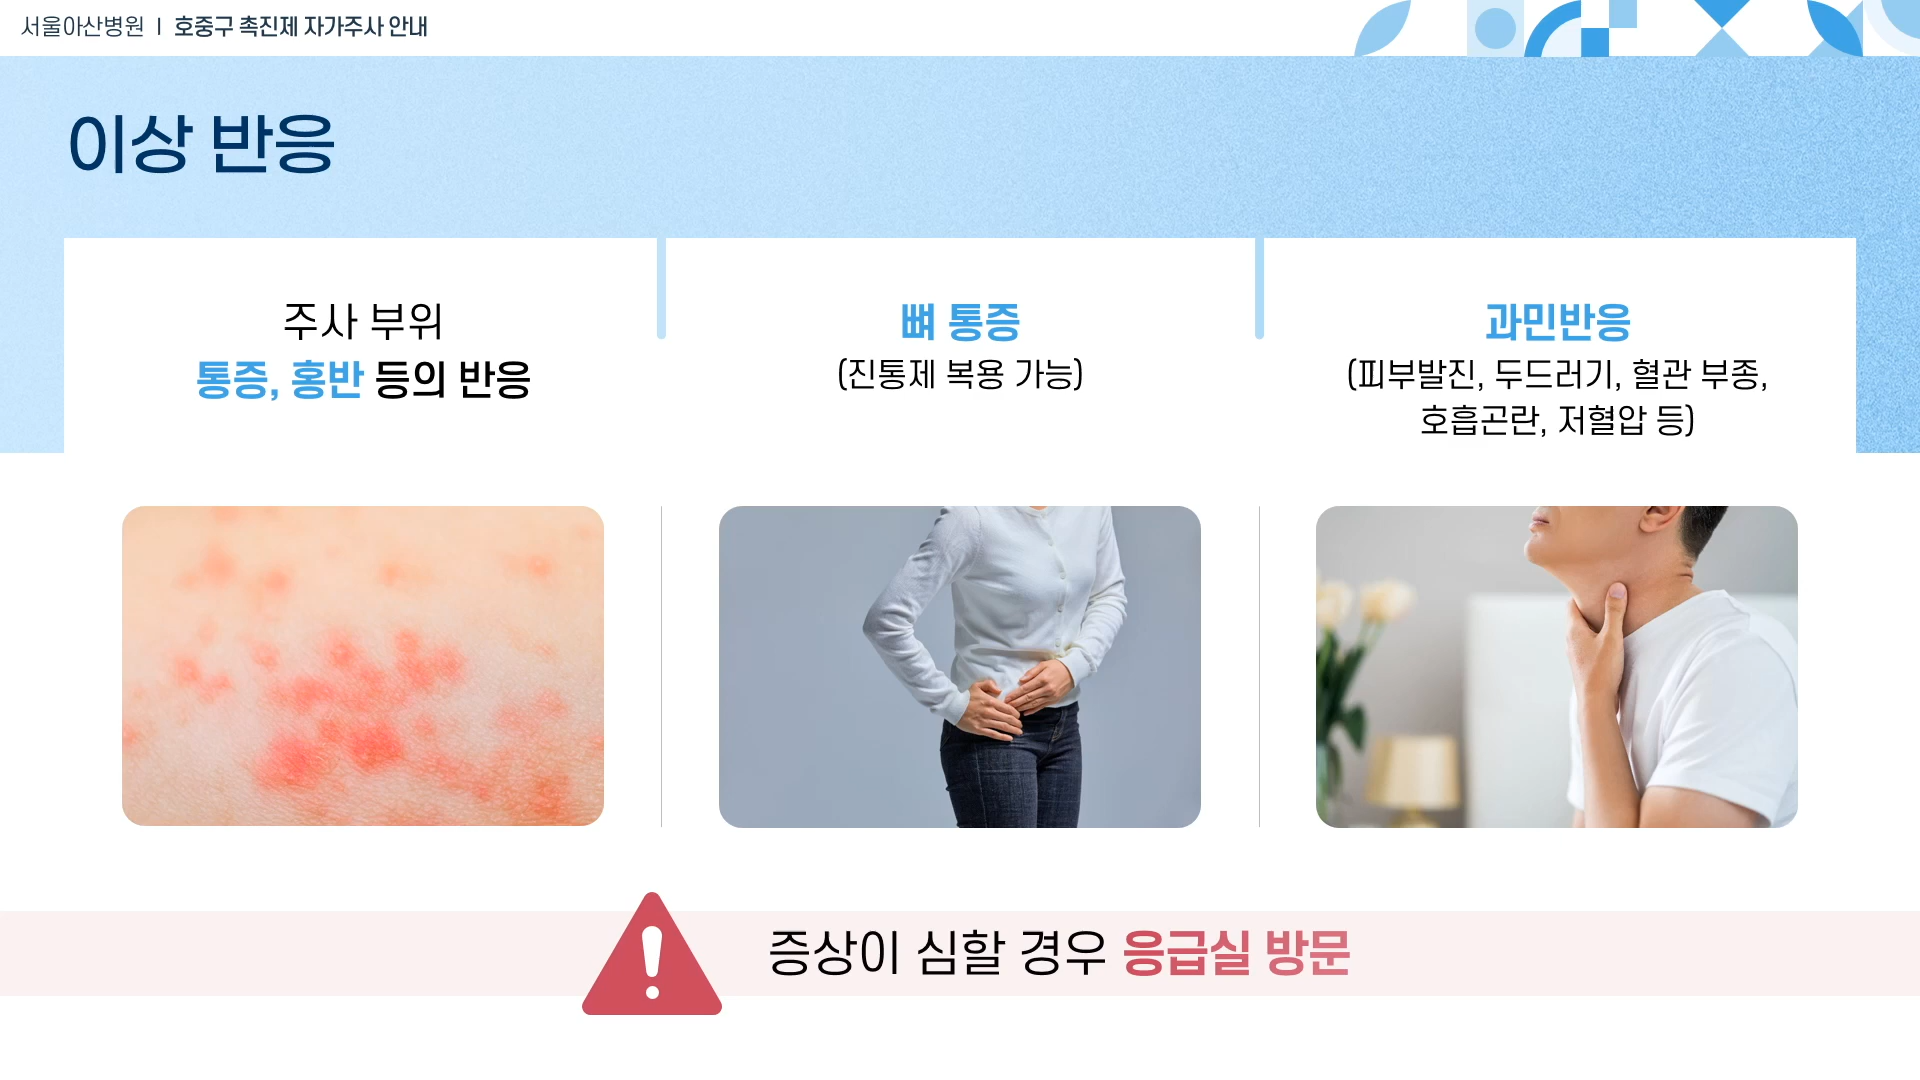 서울아산병원 | 호중구 촉진제 자가주사 안내
이상 반응
주사 부위
통증, 홍반 등의 반응
뼈 통증
(진통제 복용 가능)
과민반응
(피부발진, 두드러기, 혈관 부종,
호흡곤란, 저혈압 등)
증상이 심할 경우 응급실 방문